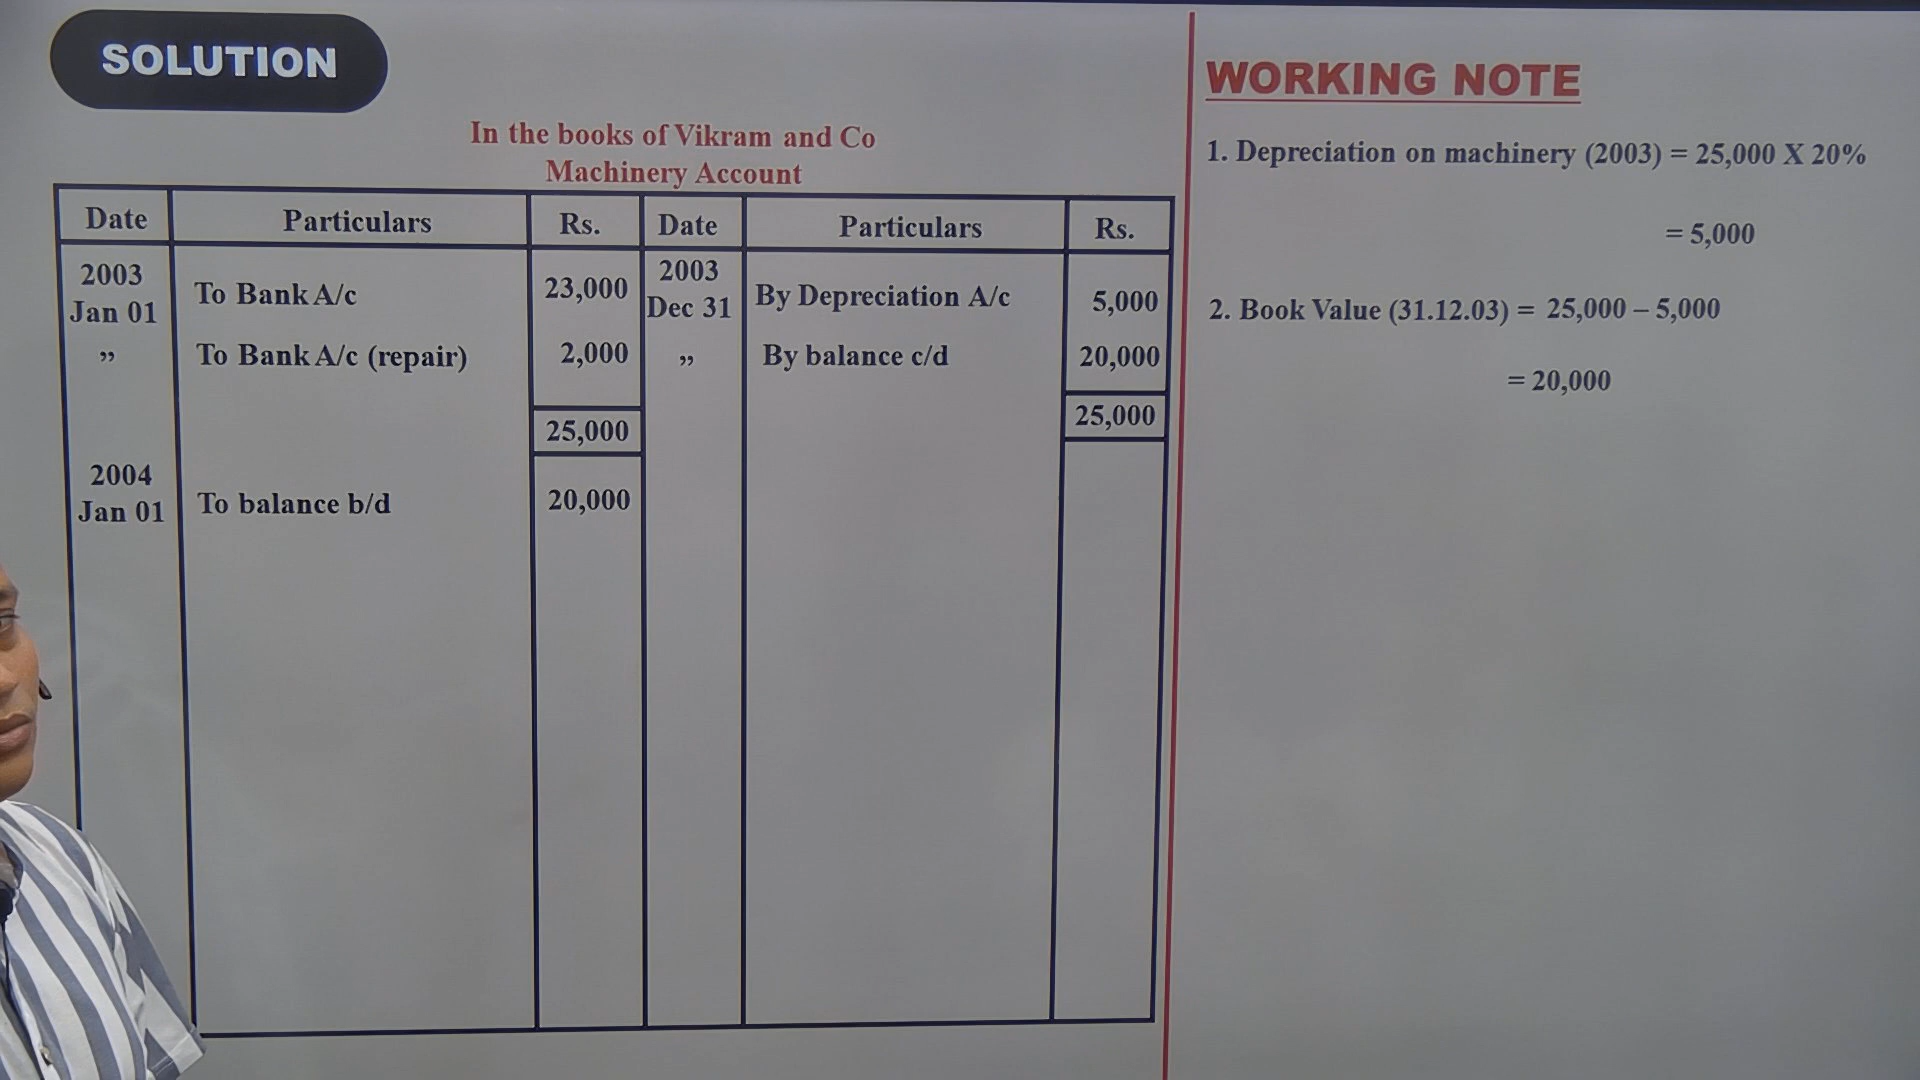 SOLUTION
In the books of Vikram and Co
Machinery Account
Date Particulars Rs. Date Particulars Rs.
2003 2003
Jan 01 To Bank A/c 23,000 Dec 31 By Depreciation A/c 5,000
” To Bank A/c (repair) 2,000 ” By balance c/d 20,000
25,000 25,000
2004
Jan 01 To balance b/d 20,000
WORKING NOTE
1. Depreciation on machinery (2003) = 25,000 X 20%
= 5,000
2. Book Value (31.12.03) = 25,000 – 5,000
= 20,000